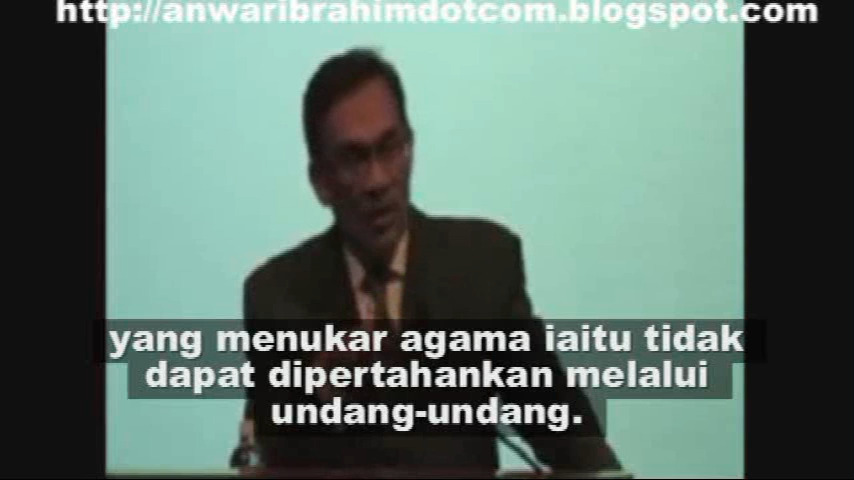 http://anwaribrahimdotcom.blogspot.com
yang menukar agama iaitu tidak
dapat dipertahankan melalui
undang-undang.